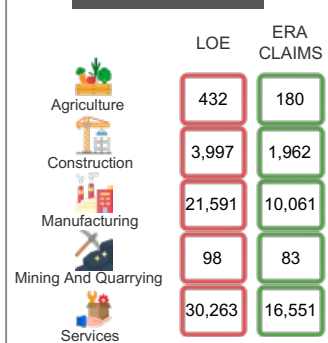 LOE
ERA
CLAIMS
Agriculture
432
180
Construction
3,997
1,962
Manufacturing
21,591
10,061
Mining And Quarrying
98
83
Services
30,263
16,551